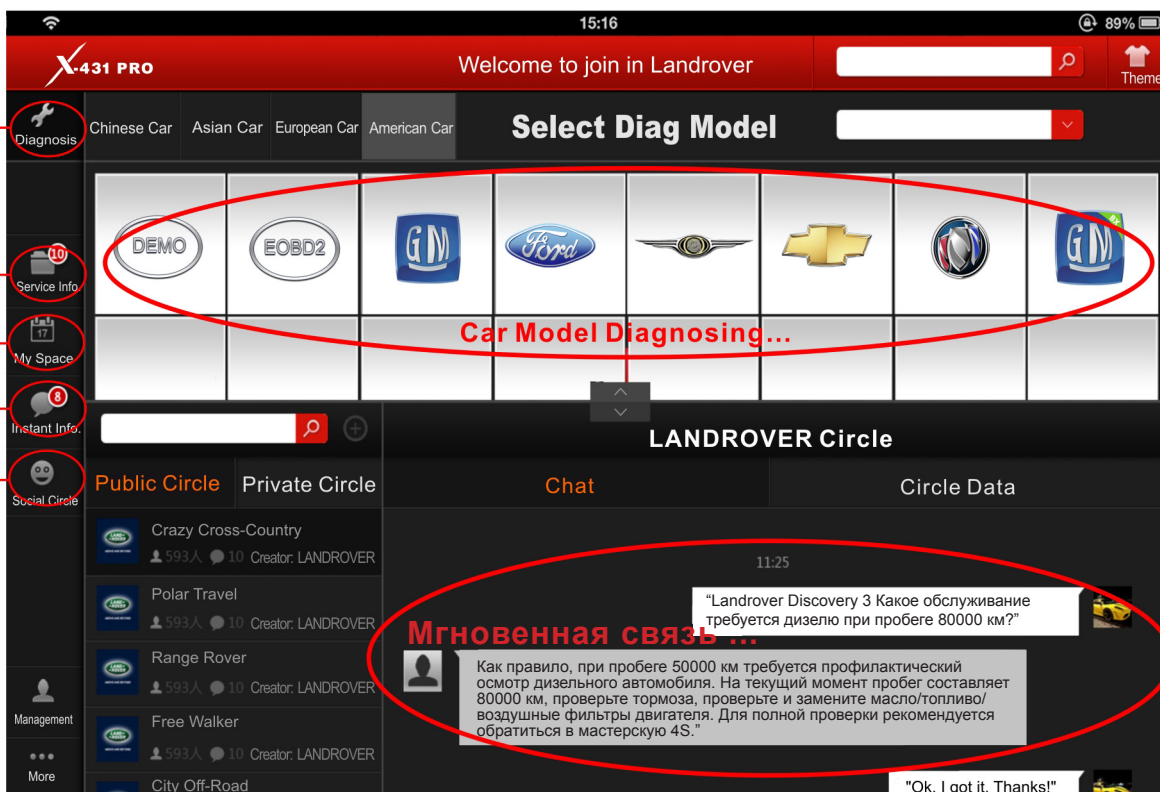 15:16
89%
X-431 PRO
Welcome to join in Landrover
Theme
Diagnosis
Chinese Car
Asian Car
European Car
American Car
Select Diag Model
DEMO
EOBD2
GM
Ford
GM
Car Model Diagnosing...
10
Service Info.
17
My Space
8
Instant Info.
Social Circle
Management
More
LANDROVER Circle
Public Circle
Private Circle
Chat
Circle Data
Crazy Cross-Country
593人 10 Creator: LANDROVER
Polar Travel
593人 10 Creator: LANDROVER
Range Rover
593人 10 Creator: LANDROVER
Free Walker
593人 10 Creator: LANDROVER
City Off-Road
11:25
“Landrover Discovery 3 Какое обслуживание
требуется дизелю при пробеге 80000 км?”
Мгновенная связь ...
Как правило, при пробеге 50000 км требуется профилактический
осмотр дизельного автомобиля. На текущий момент пробег составляет
80000 км, проверьте тормоза, проверьте и замените масло/топливо/
воздушные фильтры двигателя. Для полной проверки рекомендуется
обратиться в мастерскую 4S.”
"Ok, I got it. Thanks!"